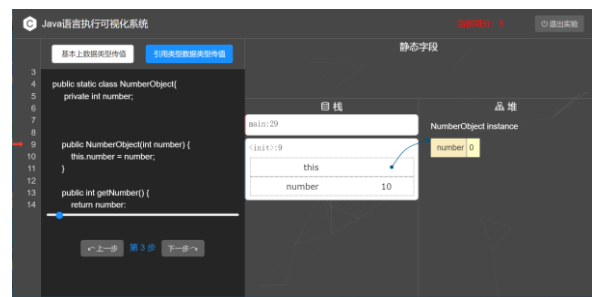 Java语言执行可视化系统
退出实验
基本上数据类型传值
引用类型数据类型传值
静态字段
3
4 public static class NumberObject{
5 private int number;
6
7
8
9 public NumberObject(int number) {
10 this.number = number;
11 }
12
13 public int getNumber() {
14 return number:
上一步 第 3 步 下一步
栈
main:29
<init>:9
this
number 10
堆
NumberObject instance
number 0